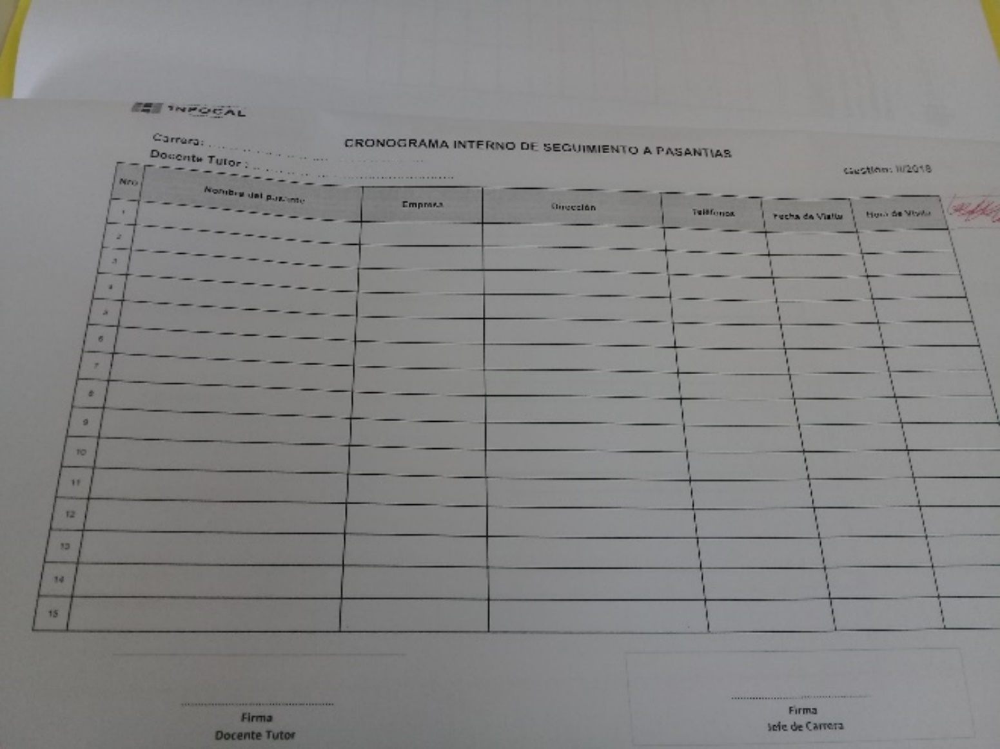 INFOCAL
CRONOGRAMA INTERNO DE SEGUIMIENTO A PASANTIAS
Carrera: ........................................
Docente Tutor : ........................................
Gestión: II/2018
Nro Nombre del pasante Empresa Dirección Teléfonos Fecha de Visita Hora de Visita
1
2
3
4
5
6
7
8
9
10
11
12
13
14
15
........................................
Firma
Docente Tutor
........................................
Firma
Jefe de Carrera